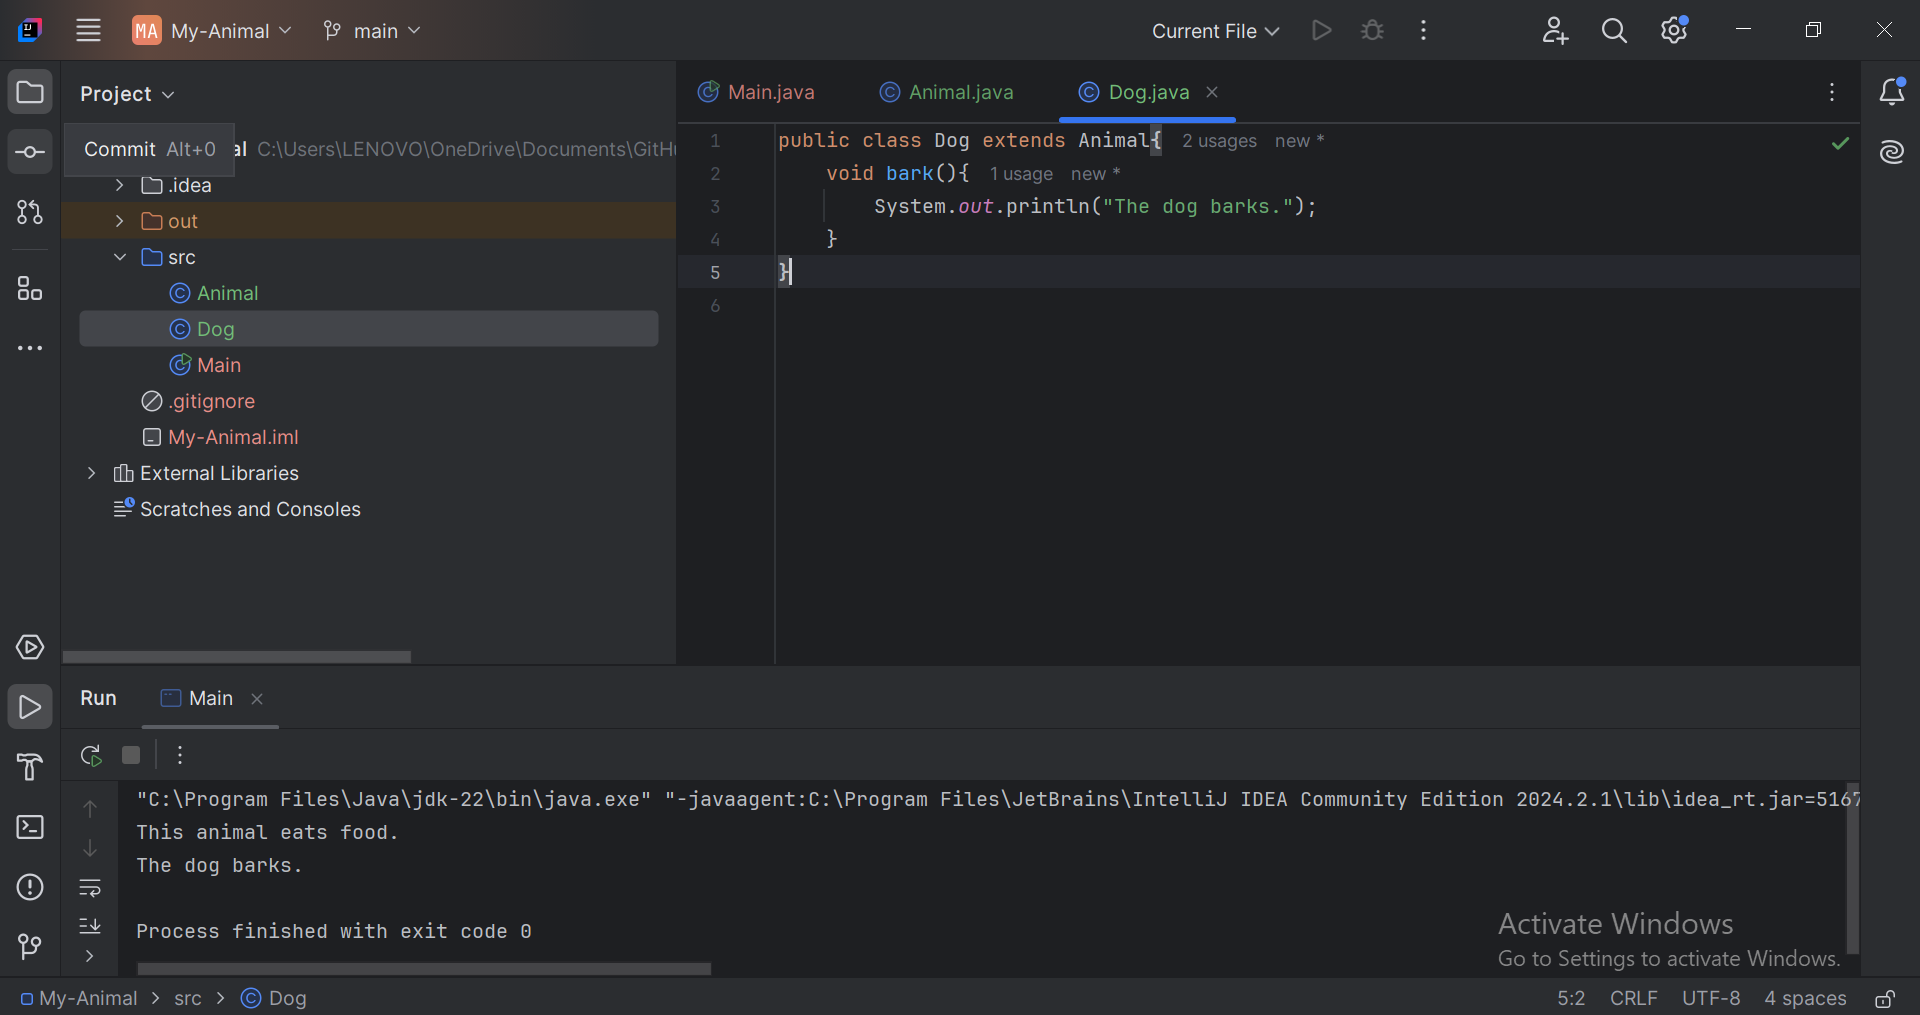 MA My-Animal main Current File
Project
Commit Alt+0 al C:\Users\LENOVO\OneDrive\Documents\GitHu
.idea
out
src
Animal
Dog
Main
.gitignore
My-Animal.iml
External Libraries
Scratches and Consoles
Main.java Animal.java Dog.java
1 public class Dog extends Animal{ 2 usages new *
2 void bark(){ 1 usage new *
3 System.out.println("The dog barks.");
4 }
5 }
6
Run Main
"C:\Program Files\Java\jdk-22\bin\java.exe" "-javaagent:C:\Program Files\JetBrains\IntelliJ IDEA Community Edition 2024.2.1\lib\idea_rt.jar=5167
This animal eats food.
The dog barks.
Process finished with exit code 0
Activate Windows
Go to Settings to activate Windows.
My-Animal > src > Dog 5:2 CRLF UTF-8 4 spaces